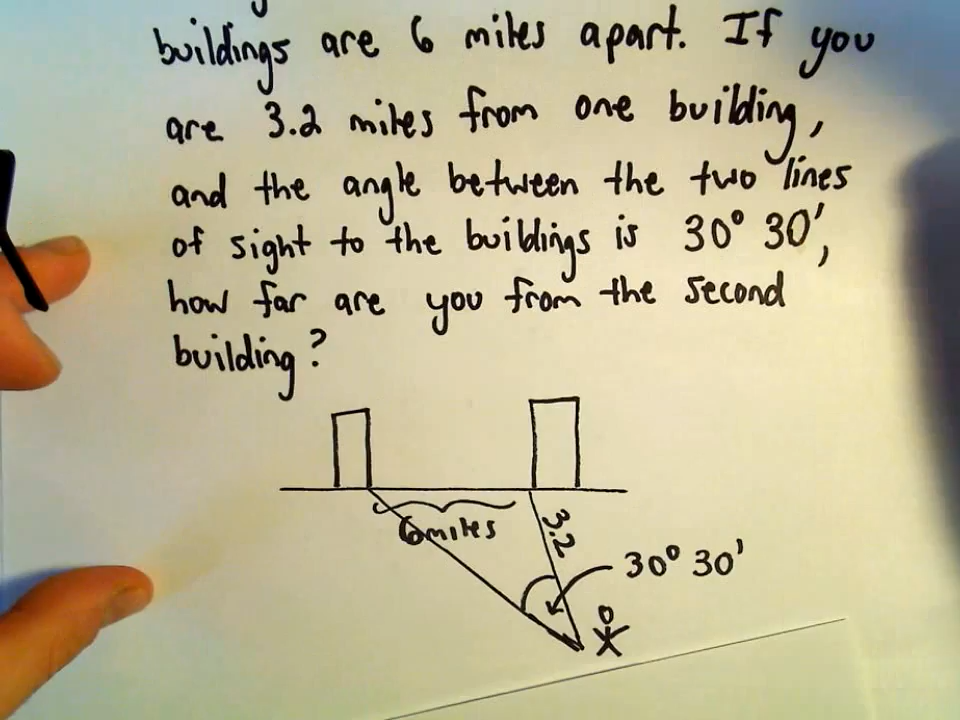 buildings are 6 miles apart. If you
are 3.2 miles from one building,
and the angle between the two lines
of sight to the buildings is 30° 30',
how far are you from the second
building?
6 miles
3.2
30° 30'